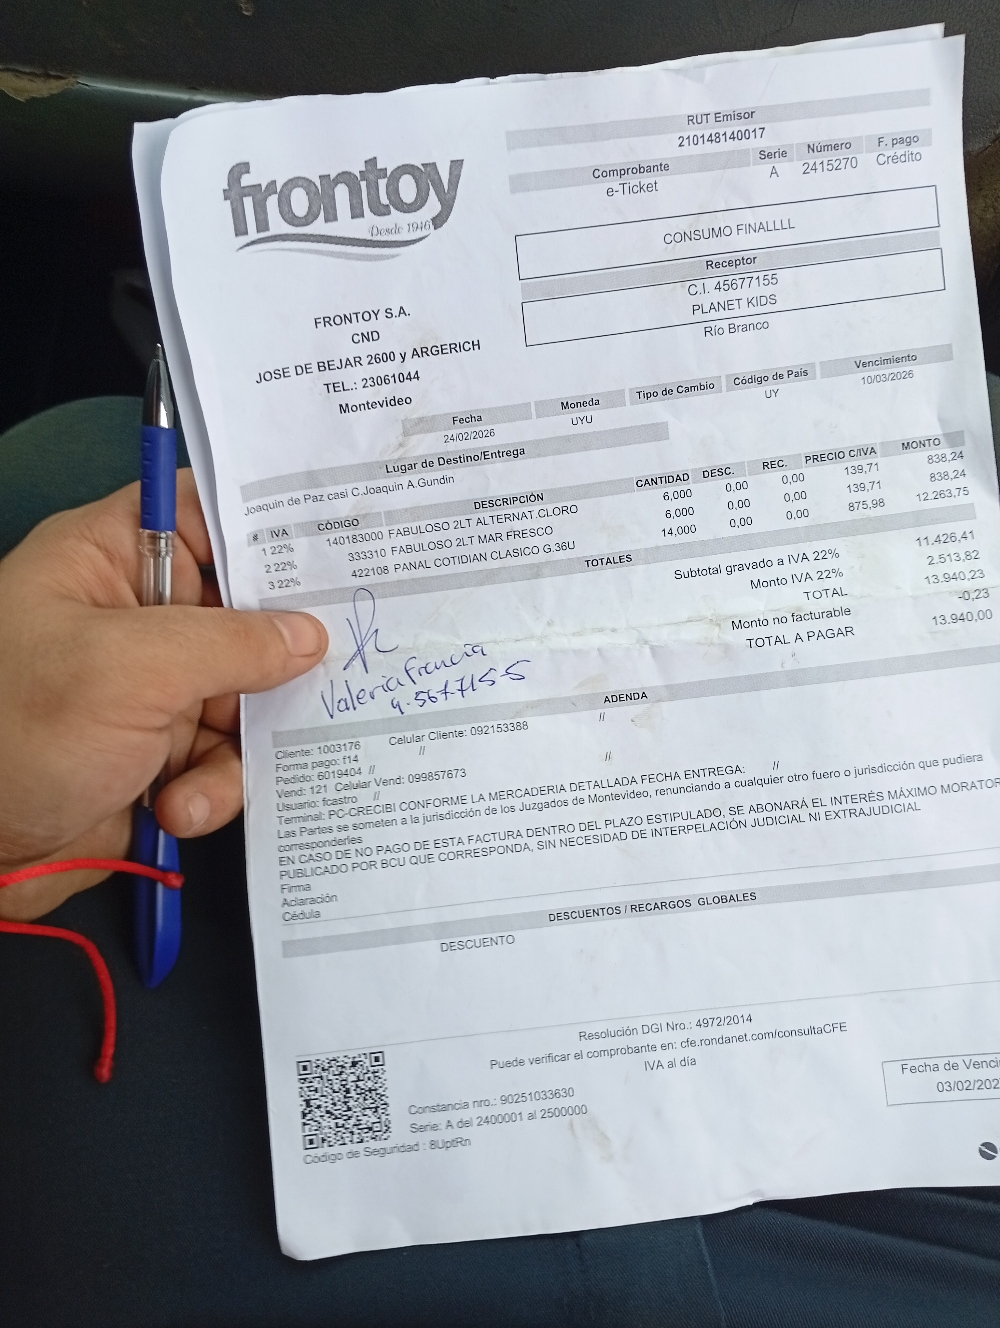 frontoy
Desde 1946
RUT Emisor
210148140017
Comprobante Serie Número F. pago
e-Ticket A 2415270 Crédito
CONSUMO FINALLLL
Receptor
C.I. 45677155
PLANET KIDS
Río Branco
FRONTOY S.A.
CND
JOSE DE BEJAR 2600 y ARGERICH
TEL.: 23061044
Montevideo
Fecha Moneda Tipo de Cambio Código de País Vencimiento
24/02/2026 UYU UY 10/03/2026
Lugar de Destino/Entrega
Joaquin de Paz casi C.Joaquin A.Gundin
# IVA CÓDIGO DESCRIPCIÓN CANTIDAD DESC. REC. PRECIO C/IVA MONTO
1 22% 140183000 FABULOSO 2LT ALTERNAT.CLORO 6,000 0,00 0,00 139,71 838,24
2 22% 333310 FABULOSO 2LT MAR FRESCO 6,000 0,00 0,00 139,71 838,24
3 22% 422108 PANAL COTIDIAN CLASICO G.36U 14,000 0,00 0,00 875,98 12.263,75
TOTALES
Subtotal gravado a IVA 22% 11.426,41
Monto IVA 22% 2.513,82
TOTAL 13.940,23
Monto no facturable -0,23
TOTAL A PAGAR 13.940,00
Valeria Francia
4.567.715-5
ADENDA
Cliente: 1003176 Celular Cliente: 092153388 //
Forma pago: f14 //
Pedido: 6019404 //
Vend: 121 Celular Vend: 099857673 //
Usuario: fcastro //
Terminal: PC-CRECIBI CONFORME LA MERCADERIA DETALLADA FECHA ENTREGA: //
Las Partes se someten a la jurisdicción de los Juzgados de Montevideo, renunciando a cualquier otro fuero o jurisdicción que pudiera
corresponderles
EN CASO DE NO PAGO DE ESTA FACTURA DENTRO DEL PLAZO ESTIPULADO, SE ABONARÁ EL INTERÉS MÁXIMO MORATOR
PUBLICADO POR BCU QUE CORRESPONDA, SIN NECESIDAD DE INTERPELACIÓN JUDICIAL NI EXTRAJUDICIAL
Firma
Aclaración
Cédula
DESCUENTOS / RECARGOS GLOBALES
DESCUENTO
Resolución DGI Nro.: 4972/2014
Puede verificar el comprobante en: cfe.rondanet.com/consultaCFE
IVA al día
Constancia nro.: 90251033630
Serie: A del 2400001 al 2500000
Código de Seguridad : 8UptRn
Fecha de Venci
03/02/202